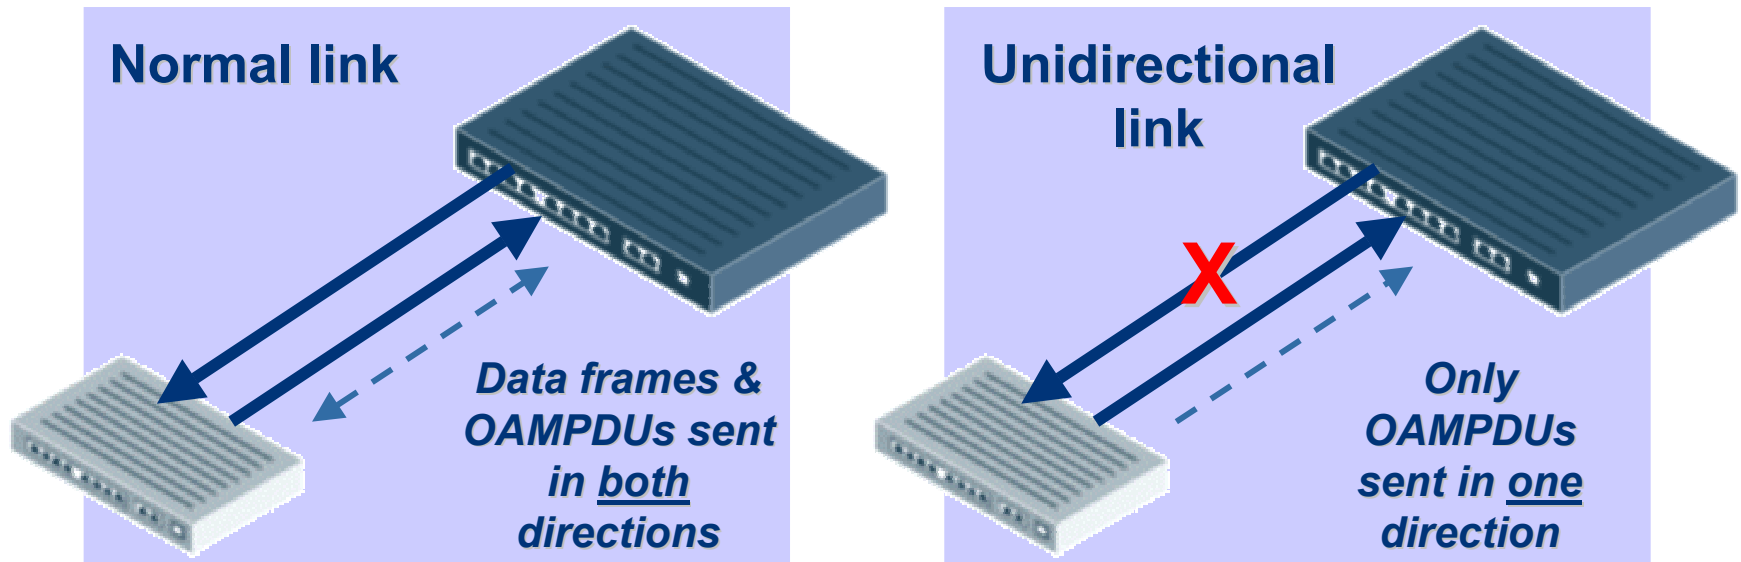 Normal link
Data frames &
OAMPDUs sent
in both
directions
Unidirectional
link
X
Only
OAMPDUs
sent in one
direction